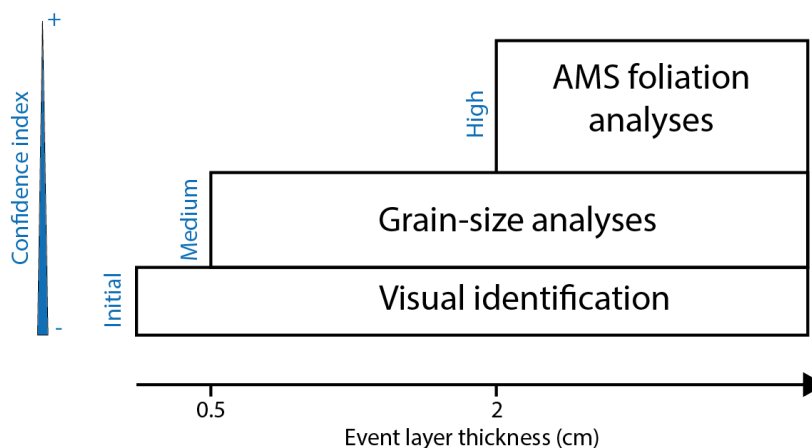 +
Confidence index
-
High
AMS foliation
analyses
Medium
Grain-size analyses
Initial
Visual identification
0.5
2
Event layer thickness (cm)